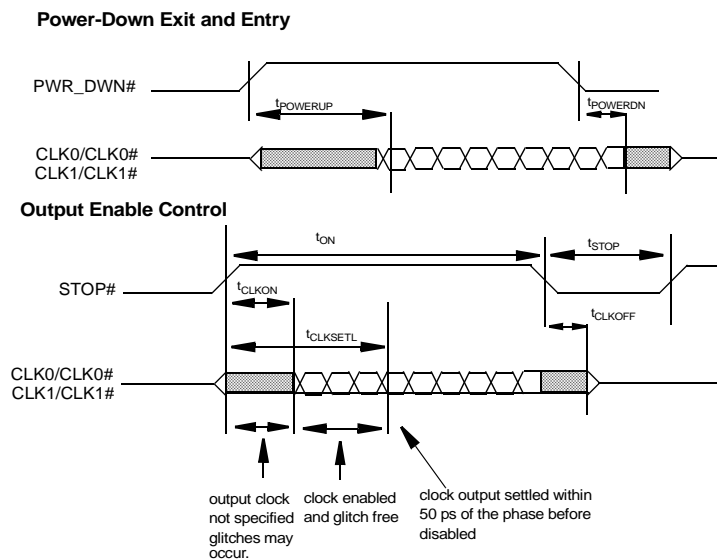 Power-Down Exit and Entry
PWR_DWN#
tPOWERUP
tPOWERDN
CLK0/CLK0#
CLK1/CLK1#
Output Enable Control
tON
tSTOP
STOP#
tCLKON
tCLKSETL
tCLKOFF
CLK0/CLK0#
CLK1/CLK1#
output clock
not specified
glitches may
occur.
clock enabled
and glitch free
clock output settled within
50 ps of the phase before
disabled